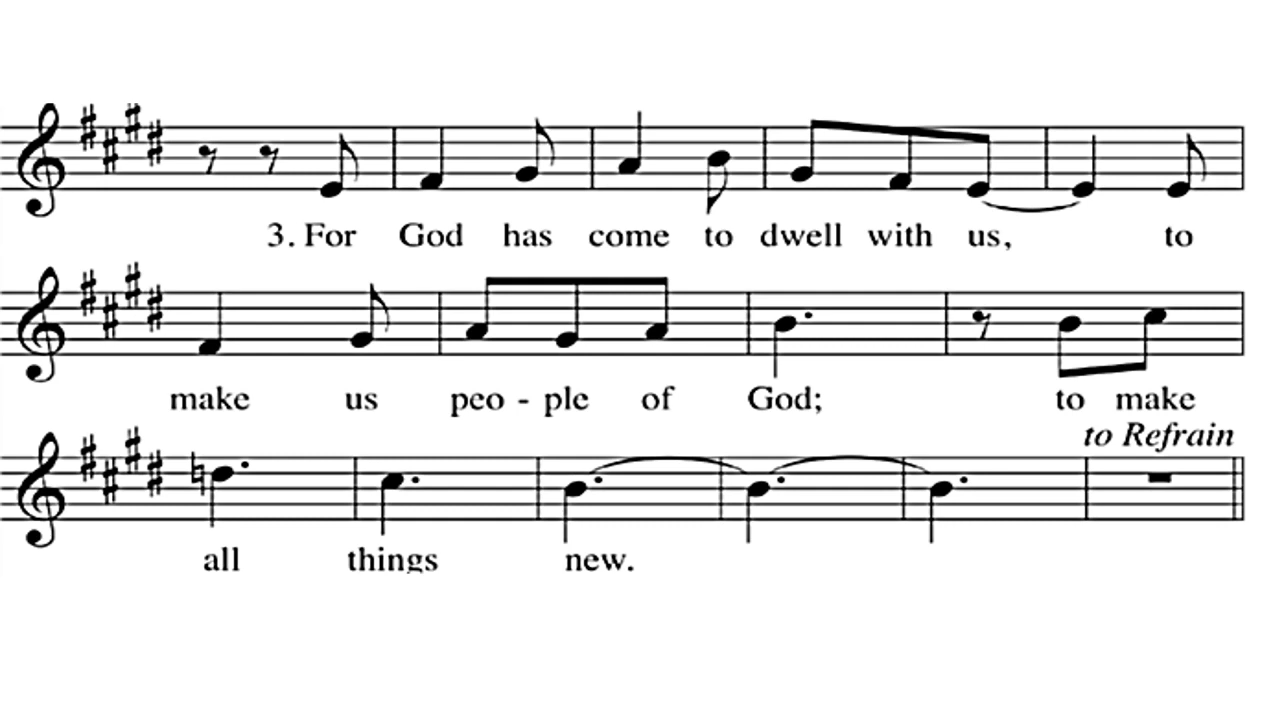 3. For God has come to dwell with us, to
make us peo - ple of God; to make
to Refrain
all things new.